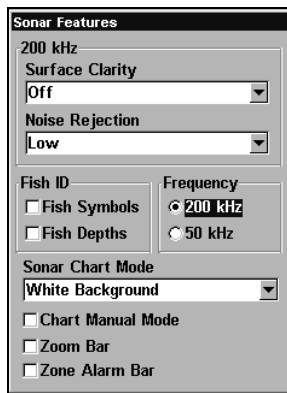 Sonar Features
200 kHz
Surface Clarity
Off
Noise Rejection
Low
Fish ID
Fish Symbols
Fish Depths
Frequency
200 kHz
50 kHz
Sonar Chart Mode
White Background
Chart Manual Mode
Zoom Bar
Zone Alarm Bar